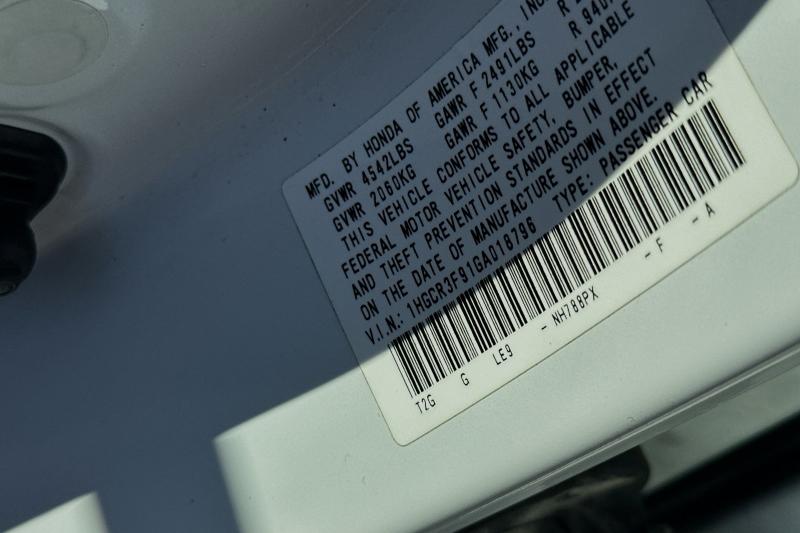 MFD. BY HONDA OF AMERICA MFG., INC
GVWR 4542LBS GAWR F 2491LBS R
GVWR 2060KG GAWR F 1130KG R 940
THIS VEHICLE CONFORMS TO ALL APPLICABLE
FEDERAL MOTOR VEHICLE SAFETY, BUMPER,
AND THEFT PREVENTION STANDARDS IN EFFECT
ON THE DATE OF MANUFACTURE SHOWN ABOVE.
V.I.N.: 1HGCR3F91GA018796 TYPE: PASSENGER CAR
T2G G LE9 - NH788PX - F - A